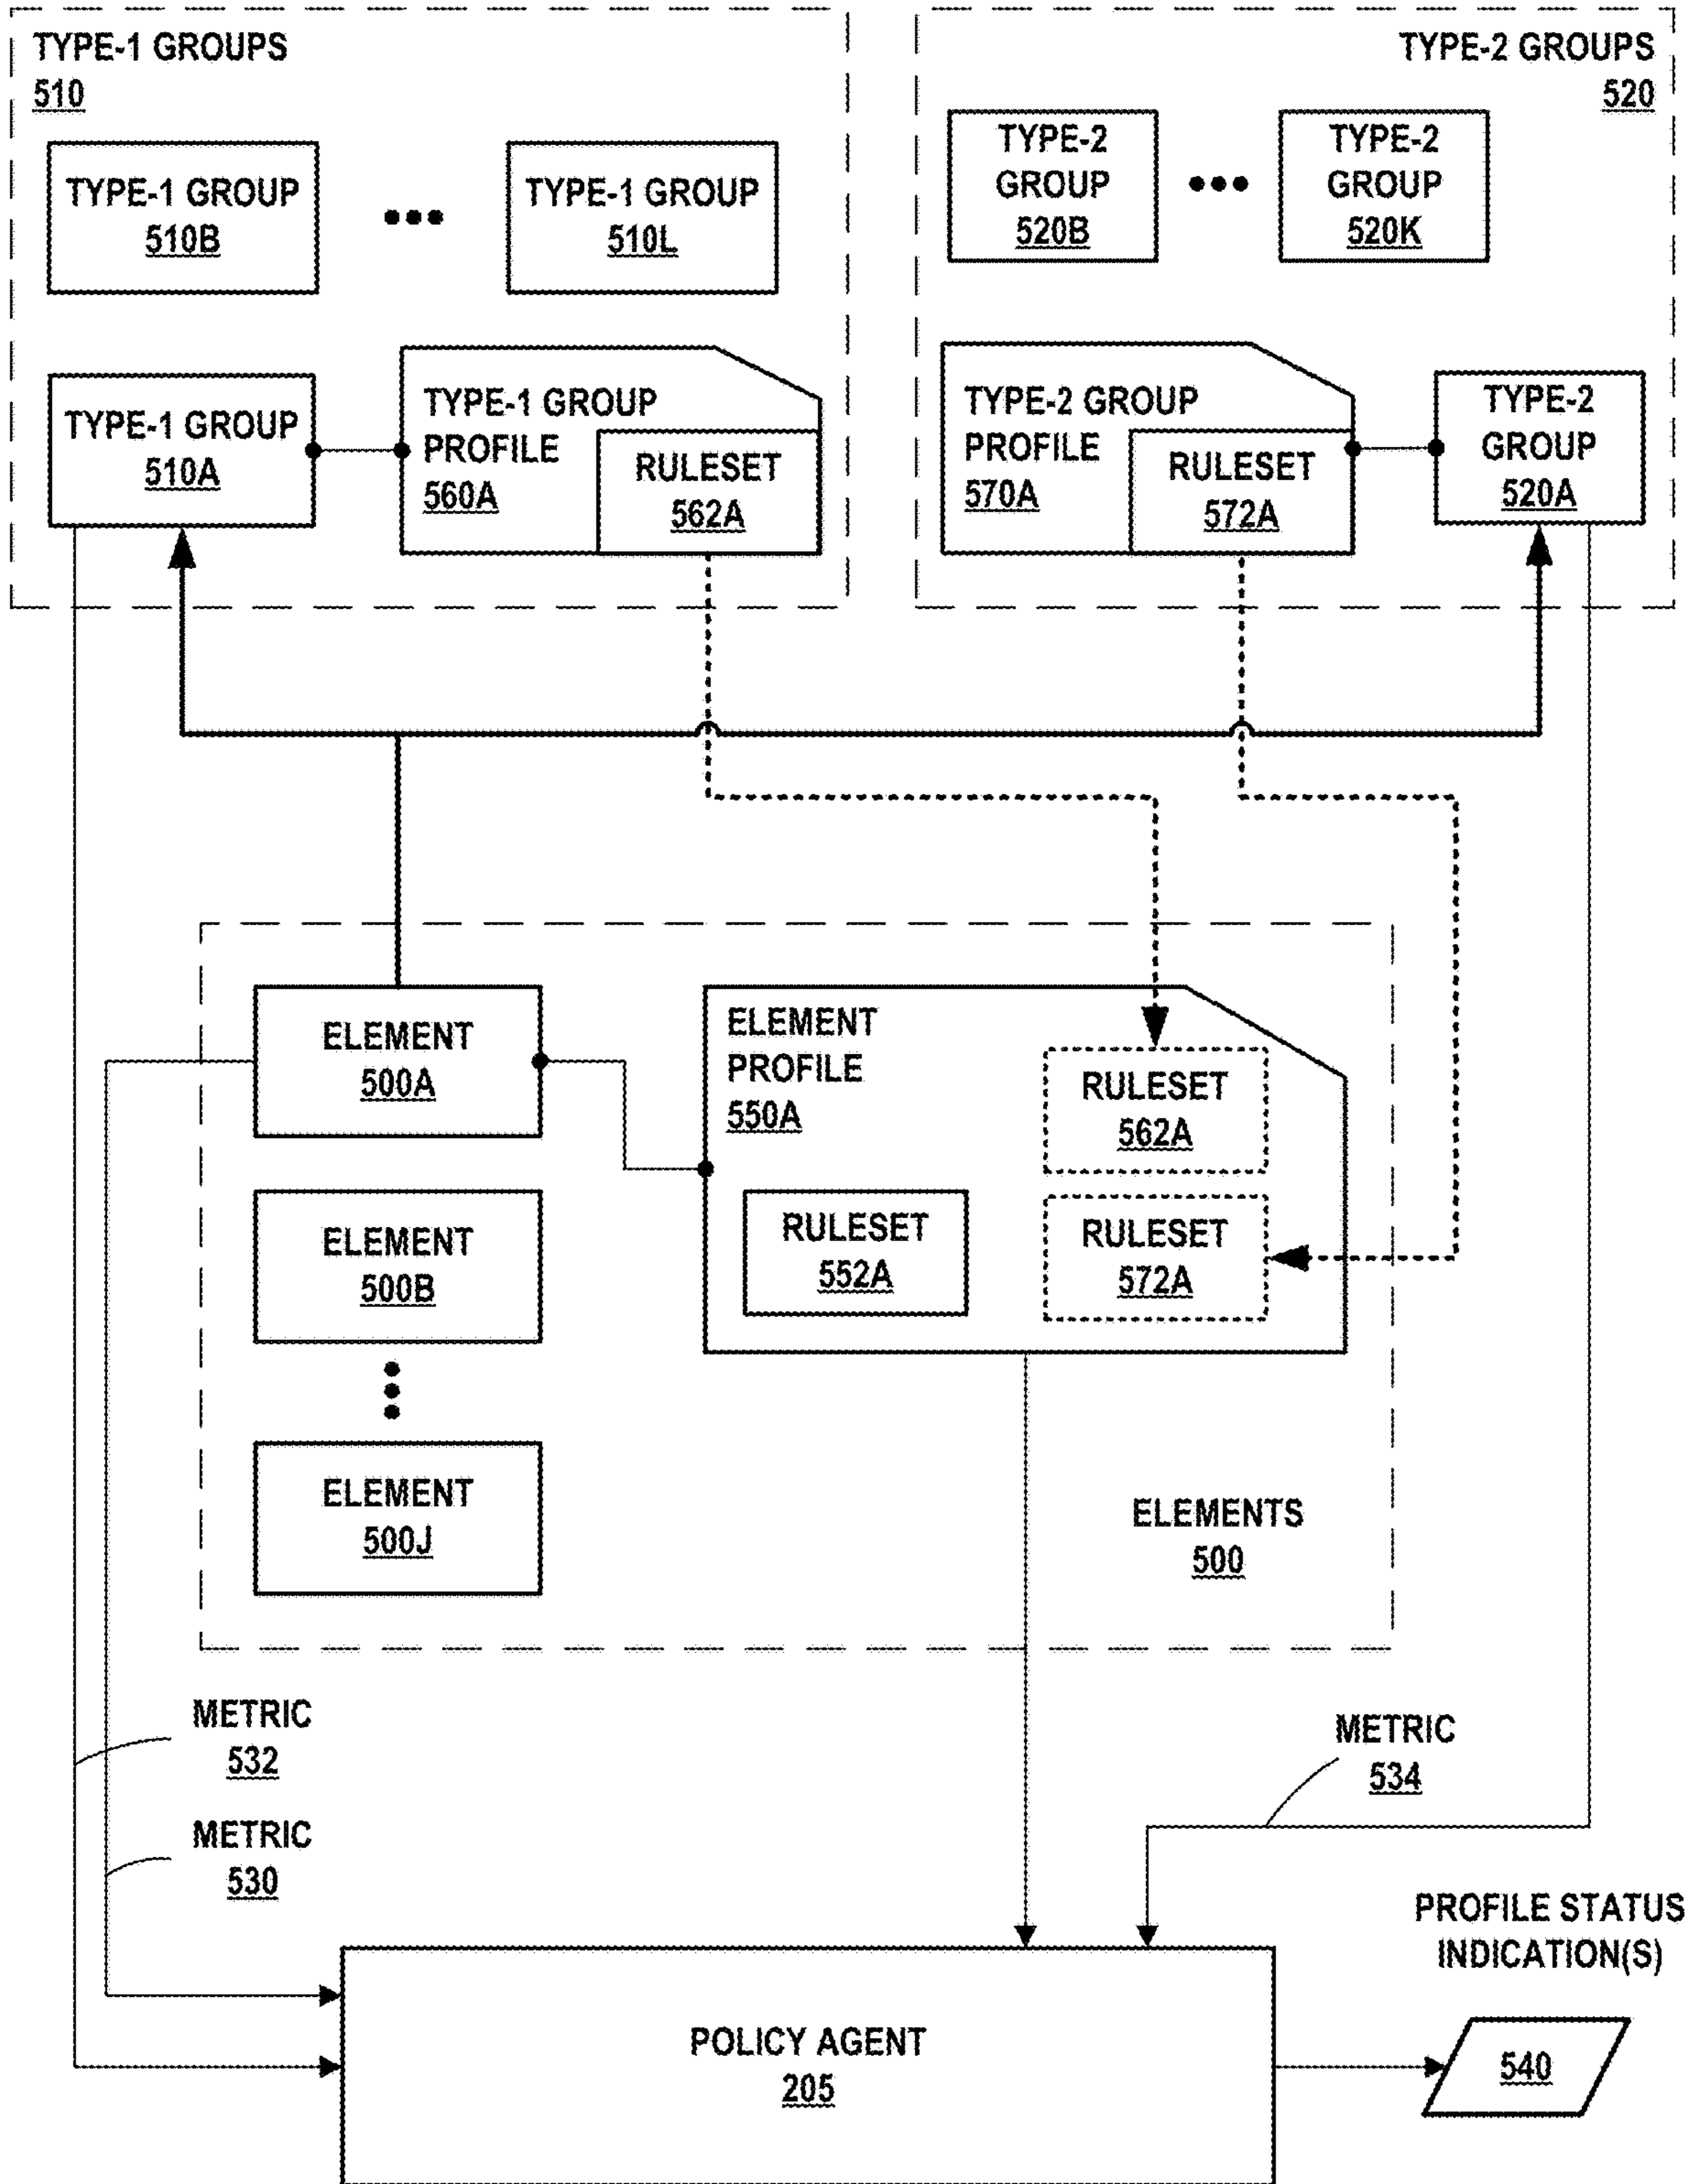 TYPE-1 GROUPS
510
TYPE-1 GROUP
510B
TYPE-1 GROUP
510L
TYPE-1 GROUP
510A
TYPE-1 GROUP
PROFILE
560A
RULESET
562A
TYPE-2 GROUPS
520
TYPE-2
GROUP
520B
TYPE-2
GROUP
520K
TYPE-2 GROUP
PROFILE
570A
RULESET
572A
TYPE-2
GROUP
520A
ELEMENT
500A
ELEMENT
500B
ELEMENT
500J
ELEMENT
PROFILE
550A
RULESET
562A
RULESET
552A
RULESET
572A
ELEMENTS
500
METRIC
532
METRIC
530
METRIC
534
PROFILE STATUS
INDICATION(S)
540
POLICY AGENT
205